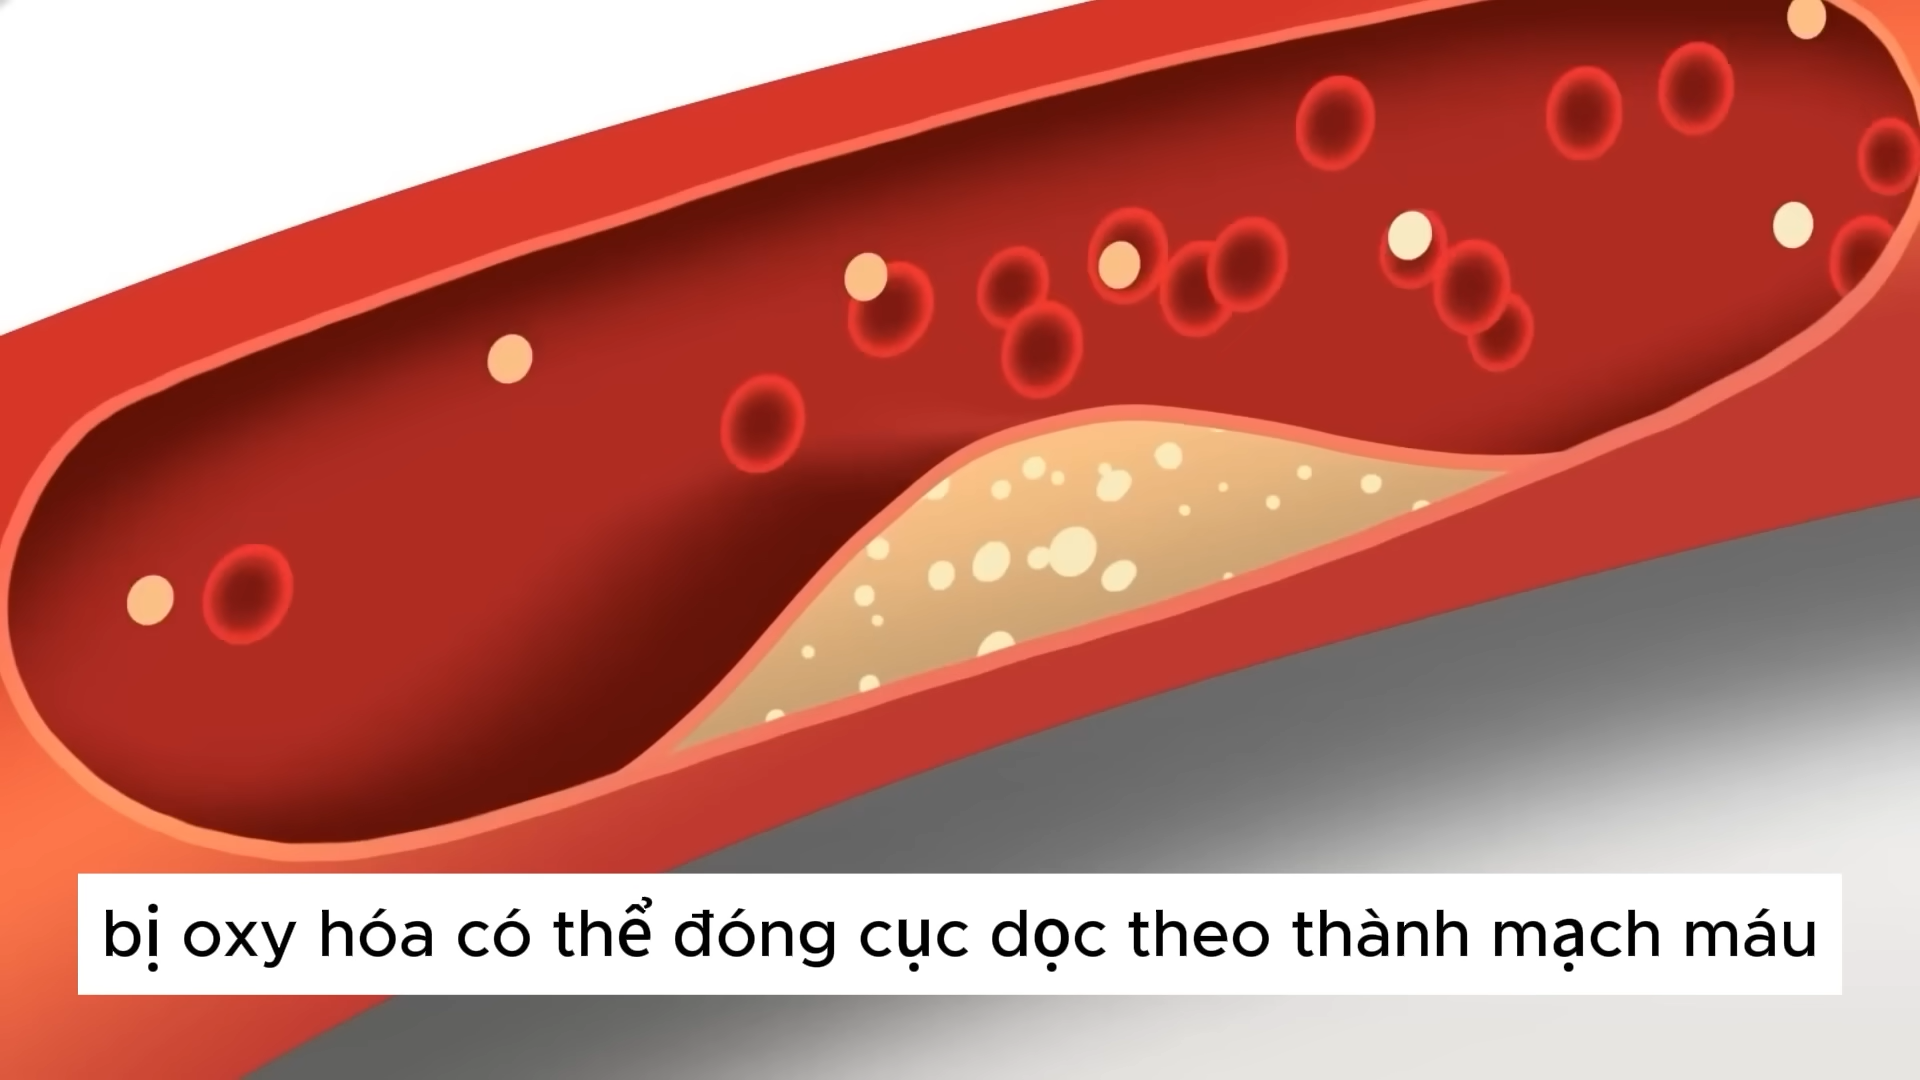 bị oxy hóa có thể đóng cục dọc theo thành mạch máu